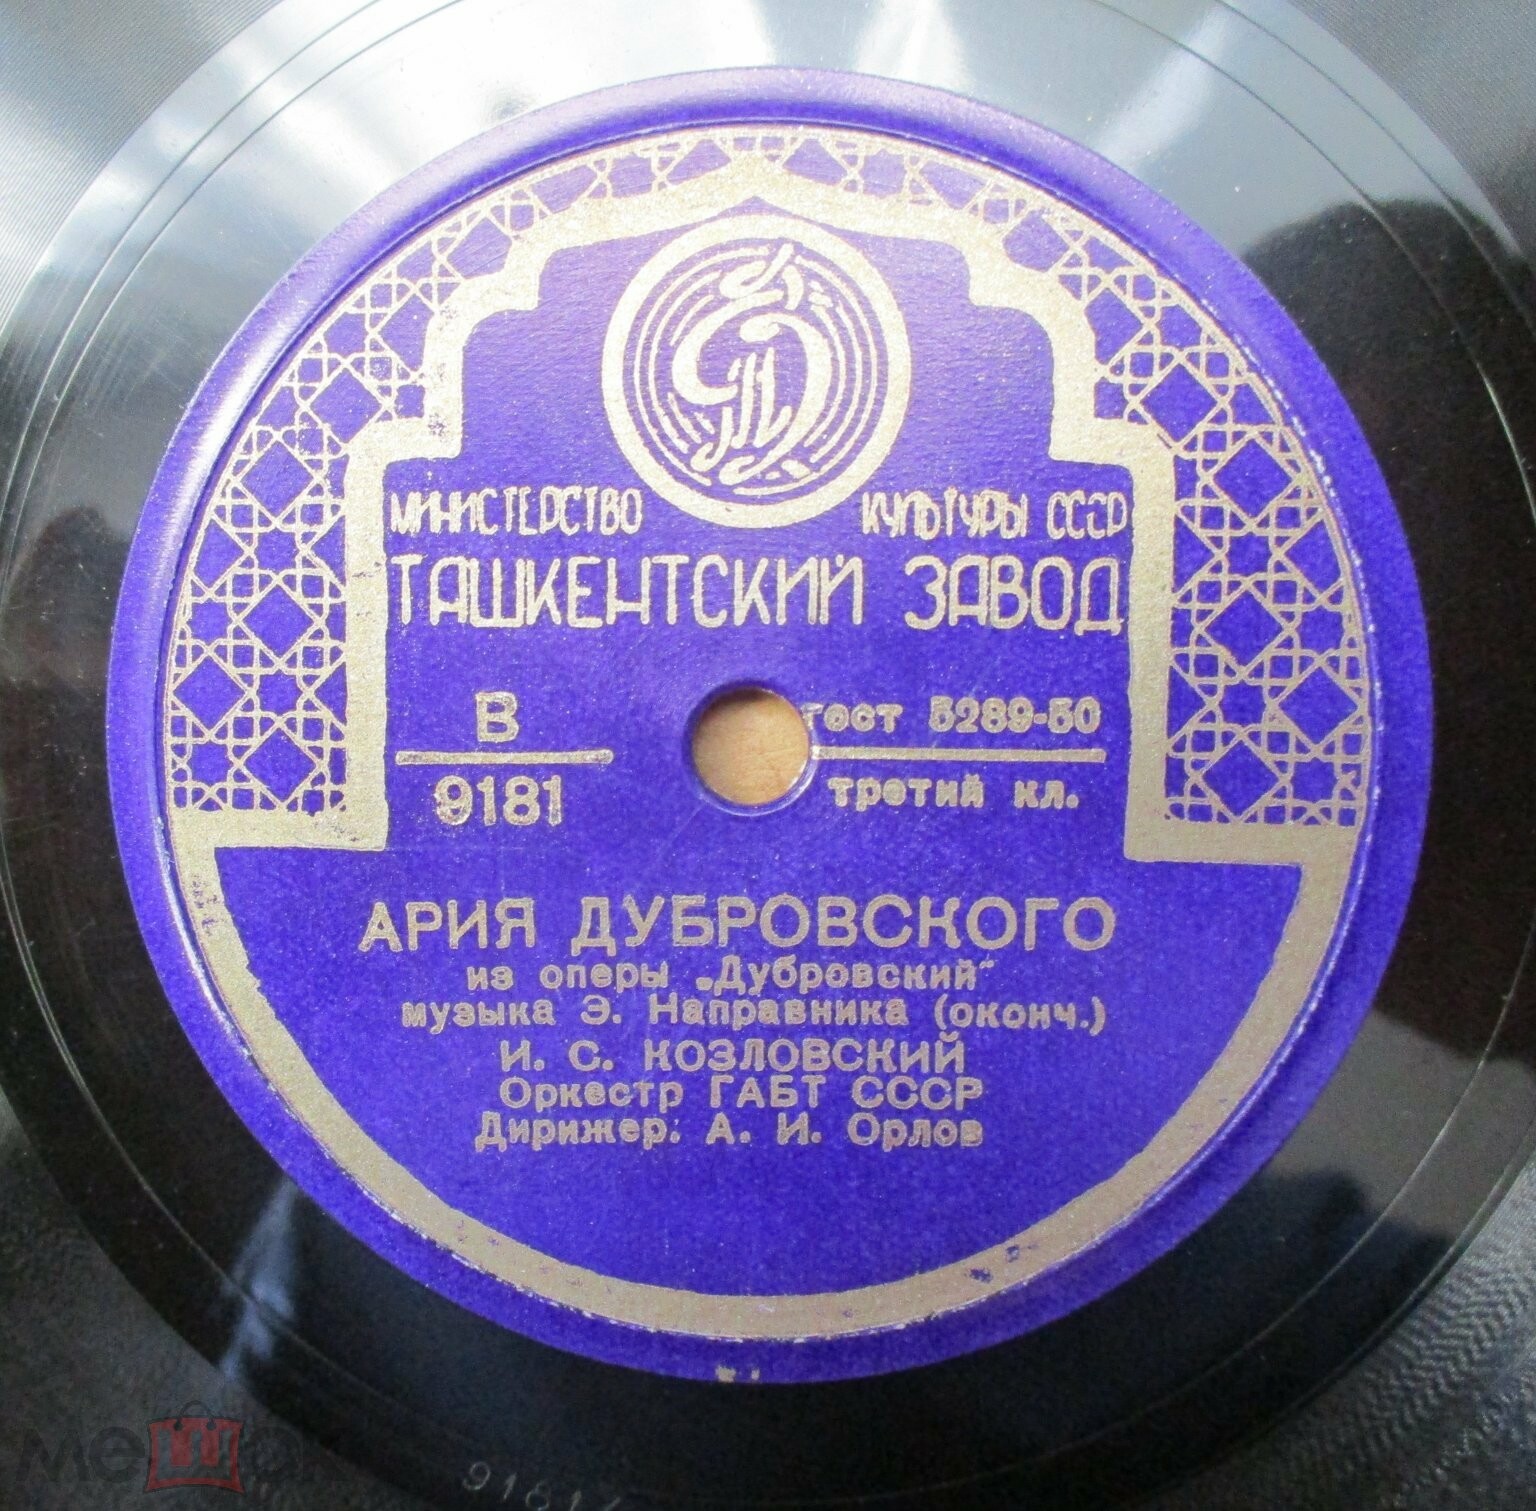 МИНИСТЕРСТВО КУЛЬТУРЫ СССР
ТАШКЕНТСКИЙ ЗАВОД
В гост 5289-50
9181 третий кл.
АРИЯ ДУБРОВСКОГО
из оперы „Дубровский“
музыка Э. Направника (оконч.)
И. С. КОЗЛОВСКИЙ
Оркестр ГАБТ СССР
Дирижер: А. И. Орлов
мешок